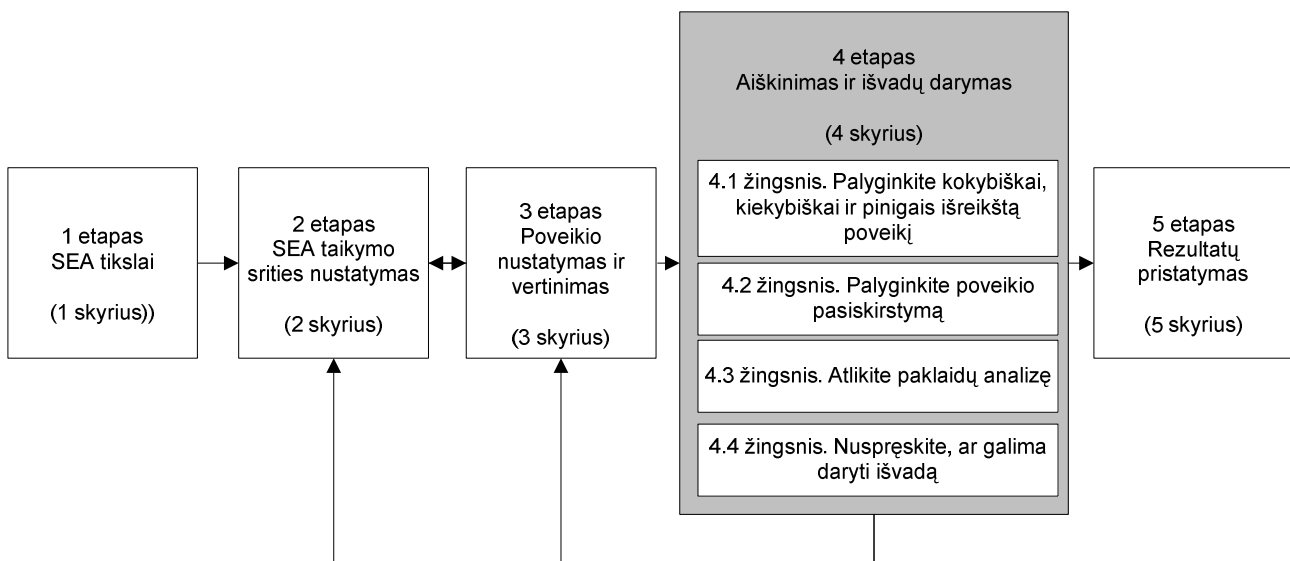 1 etapas
SEA tikslai
(1 skyrius))
2 etapas
SEA taikymo
srities nustatymas
(2 skyrius)
3 etapas
Poveikio
nustatymas ir
vertinimas
(3 skyrius)
4 etapas
Aiškinimas ir išvadų darymas
(4 skyrius)
4.1 žingsnis. Palyginkite kokybiškai,
kiekybiškai ir pinigais išreikštą
poveikį
4.2 žingsnis. Palyginkite poveikio
pasiskirstymą
4.3 žingsnis. Atlikite paklaidų analizę
4.4 žingsnis. Nuspręskite, ar galima
daryti išvadą
5 etapas
Rezultatų
pristatymas
(5 skyrius)